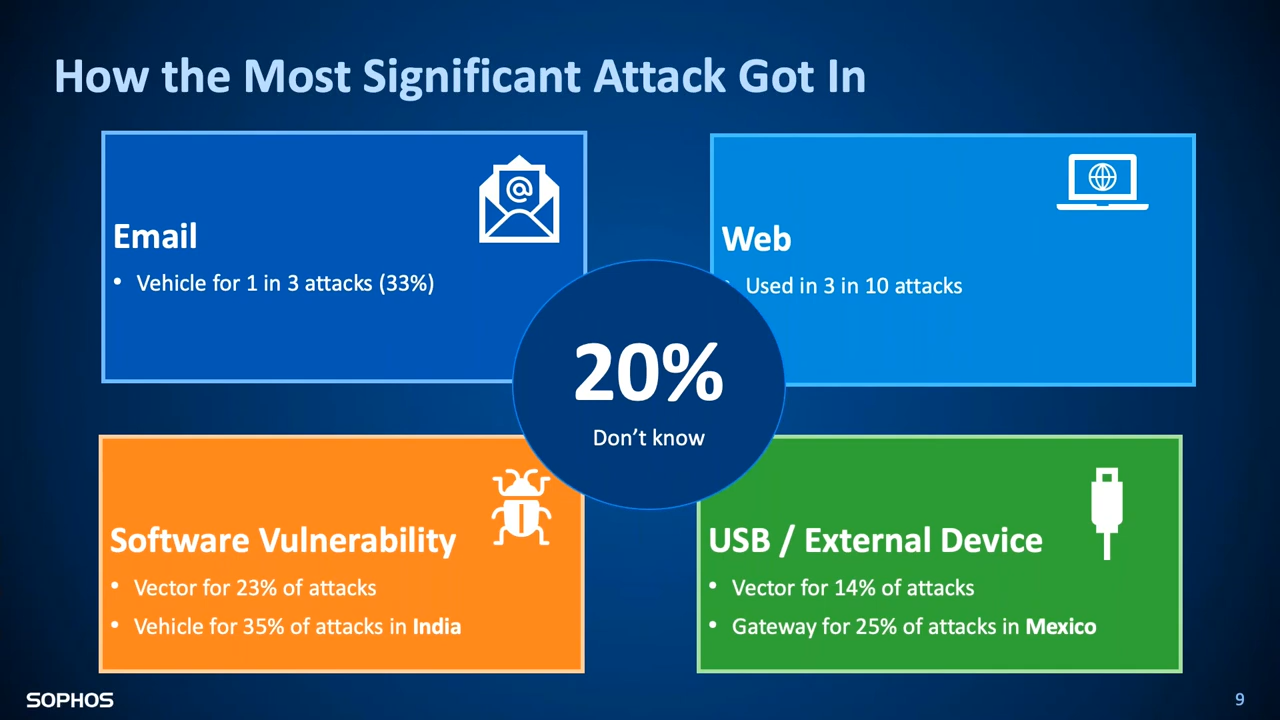 How the Most Significant Attack Got In
Email
• Vehicle for 1 in 3 attacks (33%)
Web
• Used in 3 in 10 attacks
20%
Don’t know
Software Vulnerability
• Vector for 23% of attacks
• Vehicle for 35% of attacks in India
USB / External Device
• Vector for 14% of attacks
• Gateway for 25% of attacks in Mexico
SOPHOS
9